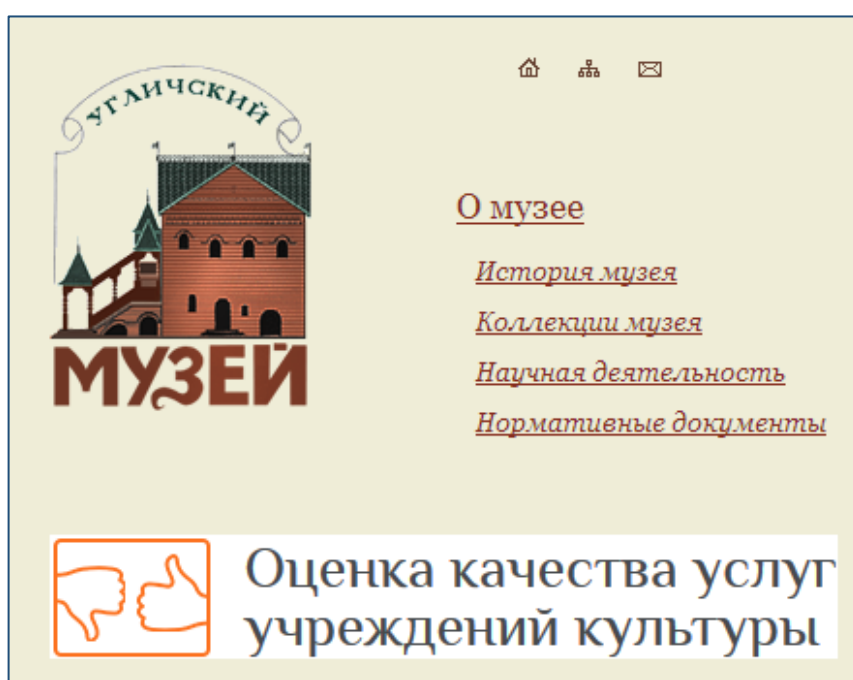 УГЛИЧСКИЙ
МУЗЕЙ
О музее
История музея
Коллекции музея
Научная деятельность
Нормативные документы
Оценка качества услуг
учреждений культуры